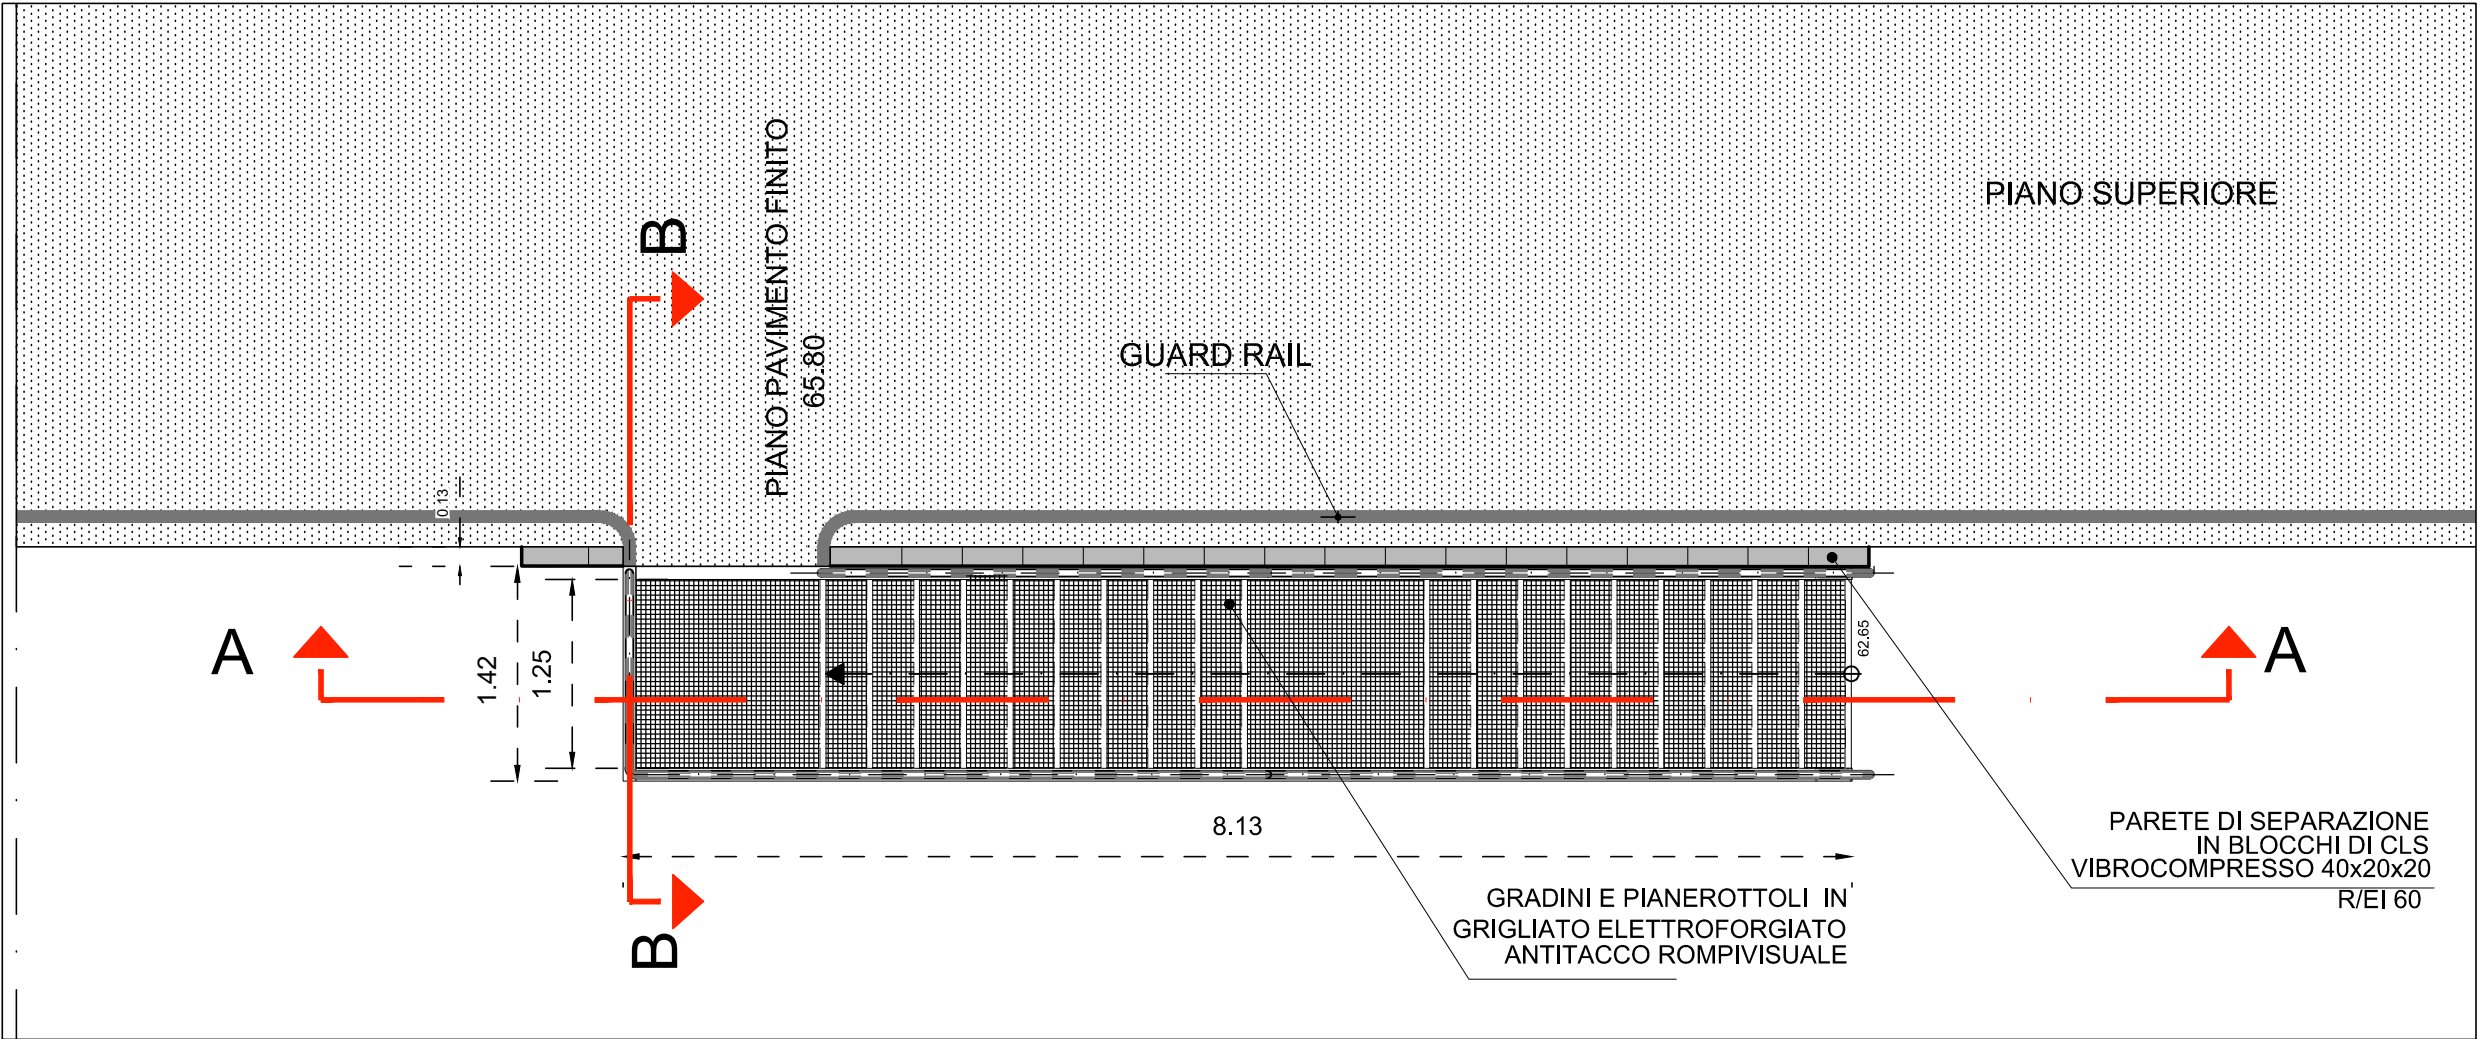 PIANO SUPERIORE
B
PIANO PAVIMENTO FINITO
65.80
GUARD RAIL
0.13
A
1.42
1.25
62.65
A
8.13
PARETE DI SEPARAZIONE
IN BLOCCHI DI CLS
VIBROCOMPRESSO 40x20x20
R/EI 60
GRADINI E PIANEROTTOLI IN
GRIGLIATO ELETTROFORGIATO
ANTITACCO ROMPIVISUALE
B